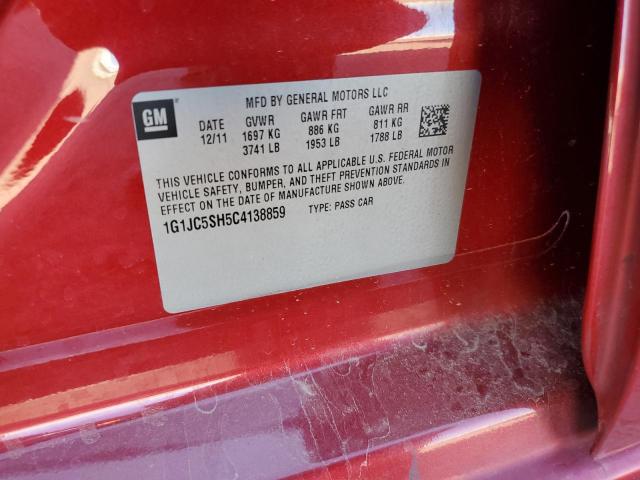 GM
MFD BY GENERAL MOTORS LLC
DATE GVWR GAWR FRT GAWR RR
12/11 1697 KG 886 KG 811 KG
3741 LB 1953 LB 1788 LB
THIS VEHICLE CONFORMS TO ALL APPLICABLE U.S. FEDERAL MOTOR
VEHICLE SAFETY, BUMPER, AND THEFT PREVENTION STANDARDS IN
EFFECT ON THE DATE OF MANUFACTURE SHOWN ABOVE.
1G1JC5SH5C4138859 TYPE: PASS CAR